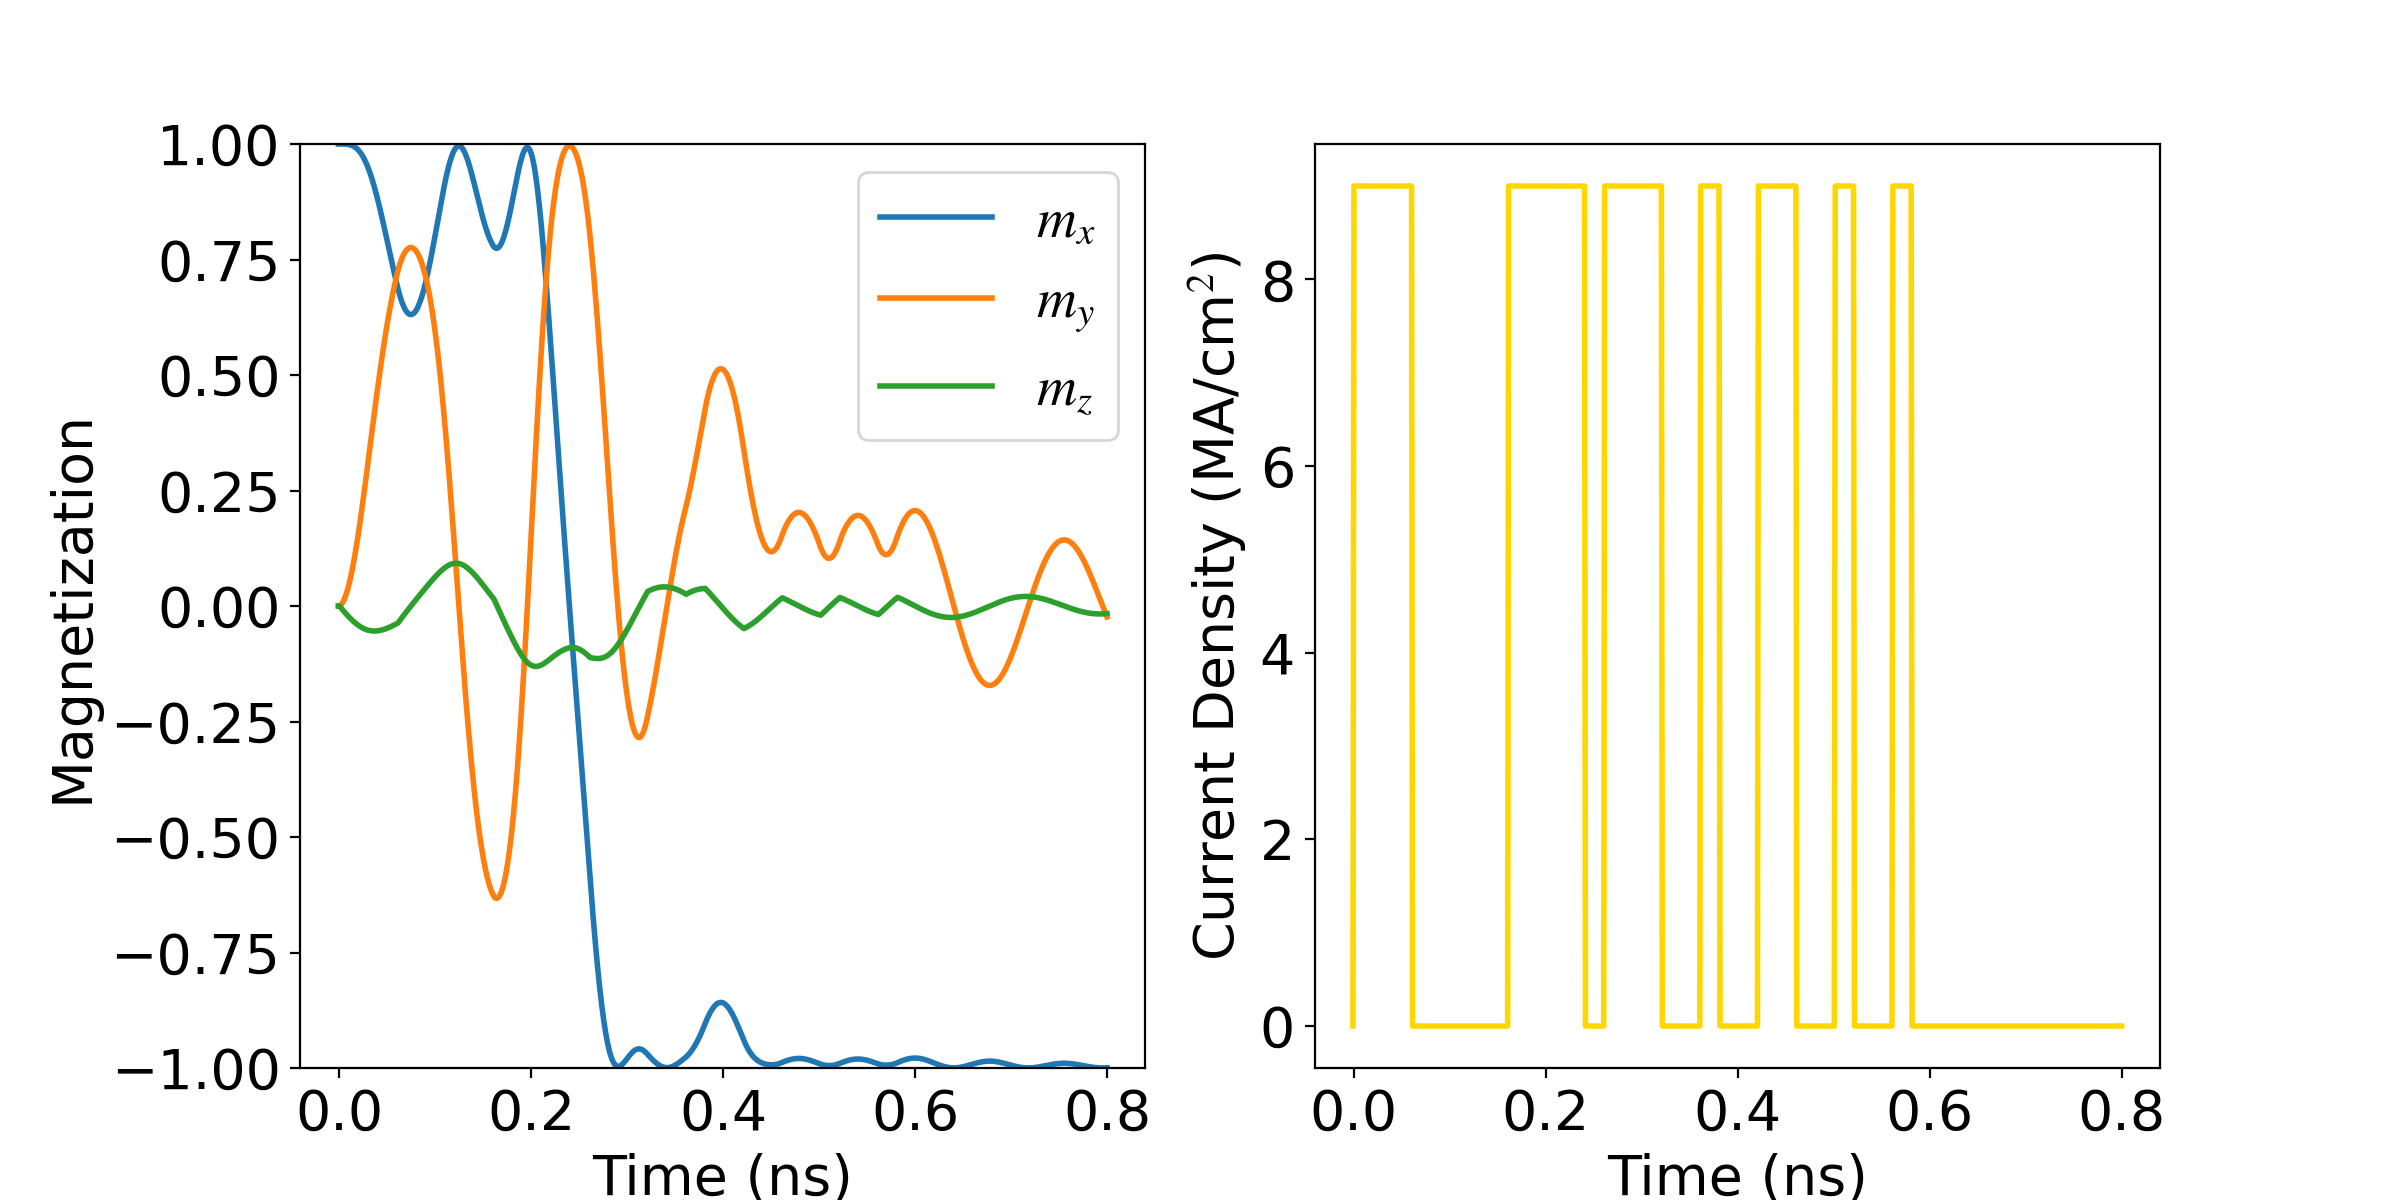 Magnetization
1.00
0.75
0.50
0.25
0.00
−0.25
−0.50
−0.75
−1.00
0.0 0.2 0.4 0.6 0.8
Time (ns)
mₓ
m_y
m_z
Current Density (MA/cm²)
8
6
4
2
0
0.0 0.2 0.4 0.6 0.8
Time (ns)